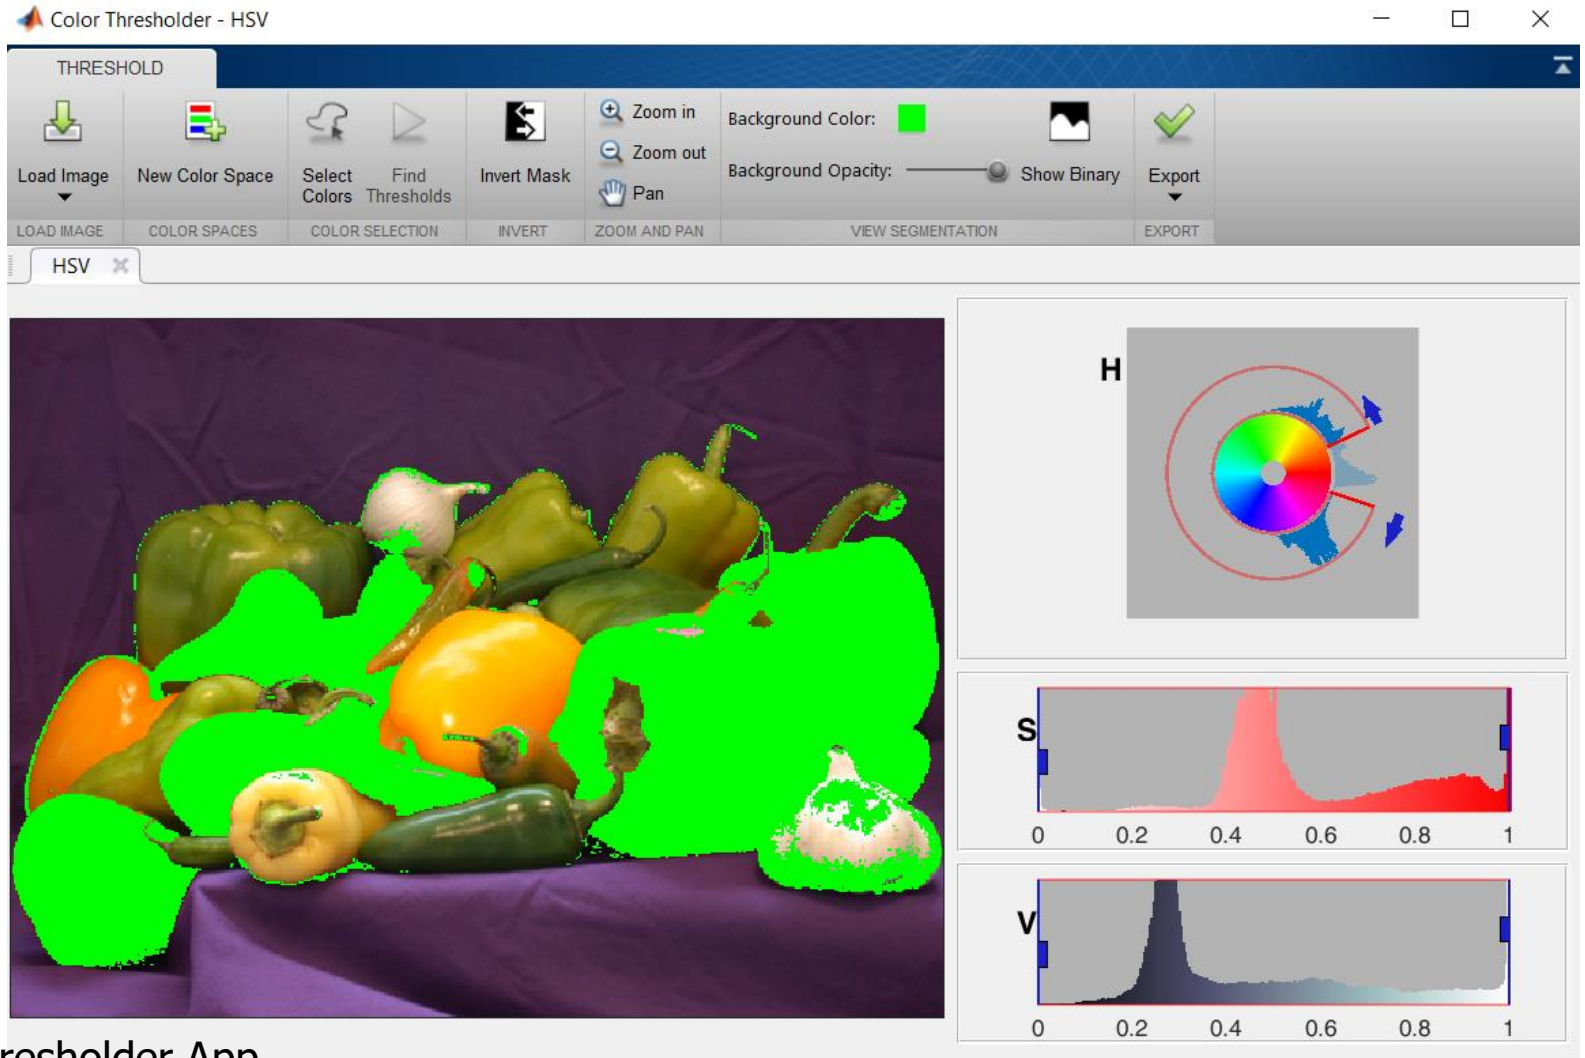 Color Thresholder - HSV
THRESHOLD
Load Image
New Color Space
Select Colors
Find Thresholds
Invert Mask
Zoom in
Zoom out
Pan
Background Color:
Background Opacity:
Show Binary
Export
LOAD IMAGE
COLOR SPACES
COLOR SELECTION
INVERT
ZOOM AND PAN
VIEW SEGMENTATION
EXPORT
HSV
H
S
0 0.2 0.4 0.6 0.8 1
V
0 0.2 0.4 0.6 0.8 1
resholder App